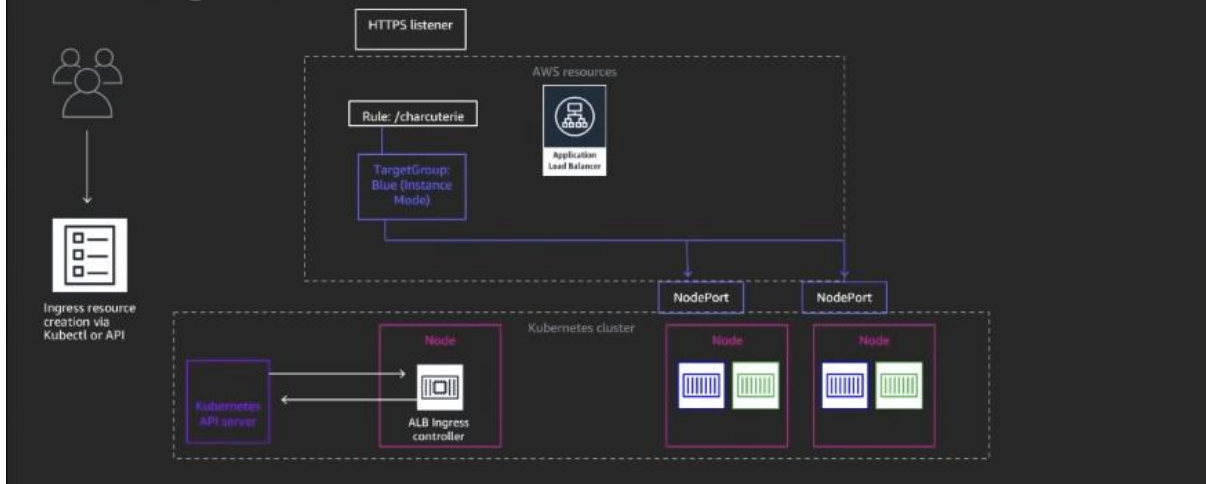 HTTPS listener
AWS resources
Rule: /charcuterie
Application
Load Balancer
TargetGroup:
Blue (Instance
Mode)
Ingress resource
creation via
Kubectl or API
NodePort
NodePort
Kubernetes cluster
Node
Node
Node
Kubernetes
API server
ALB Ingress
controller